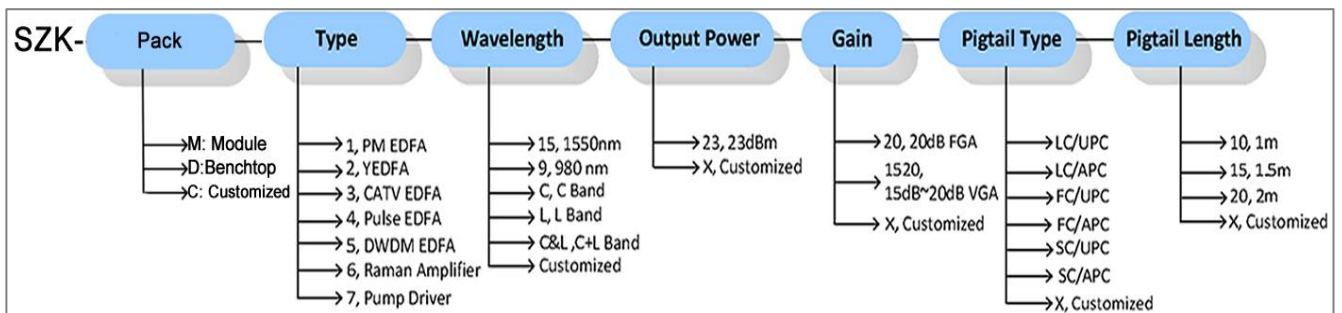 SZK- Pack Type Wavelength Output Power Gain Pigtail Type Pigtail Length
M: Module
D:Benchtop
C: Customized
1, PM EDFA
2, YEDFA
3, CATV EDFA
4, Pulse EDFA
5, DWDM EDFA
6, Raman Amplifier
7, Pump Driver
15, 1550nm
9, 980 nm
C, C Band
L, L Band
C&L ,C+L Band
Customized
23, 23dBm
X, Customized
20, 20dB FGA
1520,
15dB~20dB VGA
X, Customized
LC/UPC
LC/APC
FC/UPC
FC/APC
SC/UPC
SC/APC
X, Customized
10, 1m
15, 1.5m
20, 2m
X, Customized